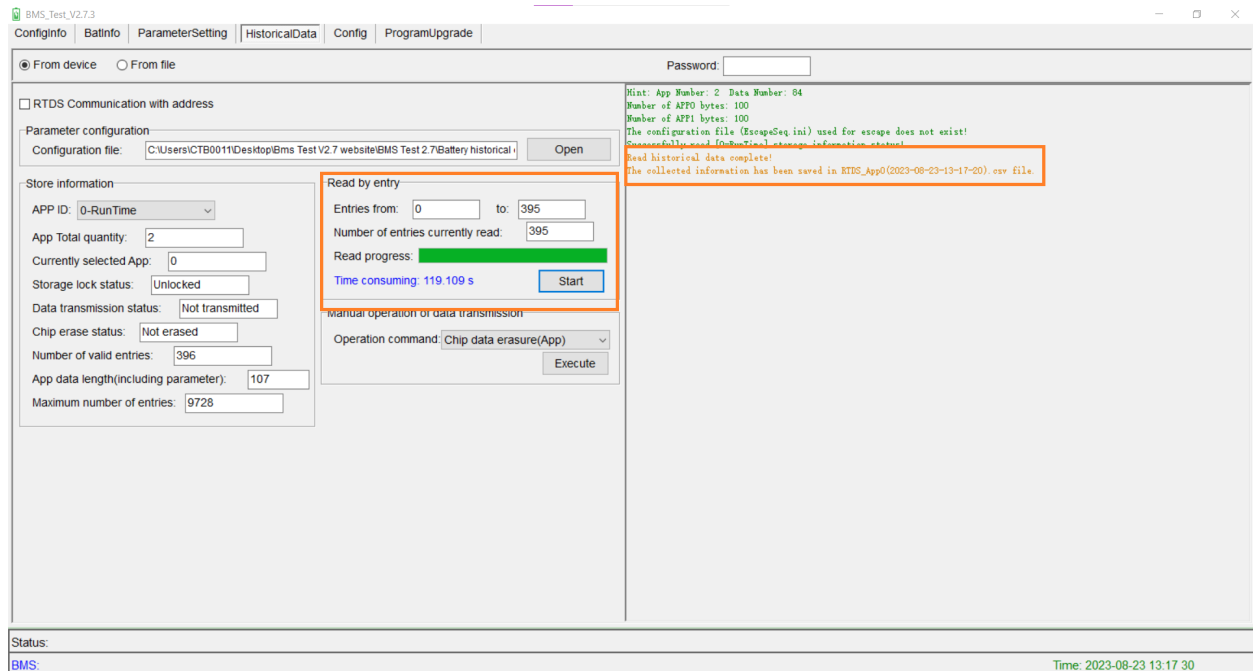 BMS_Test_V2.7.3
ConfigInfo BatInfo ParameterSetting HistoricalData Config ProgramUpgrade
From device From file Password:
RTDS Communication with address
Parameter configuration
Configuration file: C:\Users\CTB0011\Desktop\Bms Test V2.7 website\BMS Test 2.7\Battery historical Open
Store information
APP ID: 0-RunTime
App Total quantity: 2
Currently selected App: 0
Storage lock status: Unlocked
Data transmission status: Not transmitted
Chip erase status: Not erased
Number of valid entries: 396
App data length(including parameter): 107
Maximum number of entries: 9728
Read by entry
Entries from: 0 to: 395
Number of entries currently read: 395
Read progress:
Time consuming: 119.109 s Start
Manual operation of data transmission
Operation command: Chip data erasure(App)
Execute
Hint: App Number: 2 Data Number: 84
Number of APP0 bytes: 100
Number of APP1 bytes: 100
The configuration file (EscapeSeq.ini) used for escape does not exist!
Successfully read [0-RunTime] storage information status!
Read historical data complete!
The collected information has been saved in RTDS_App0(2023-08-23-13-17-20).csv file.
Status:
BMS: Time: 2023-08-23 13:17 30